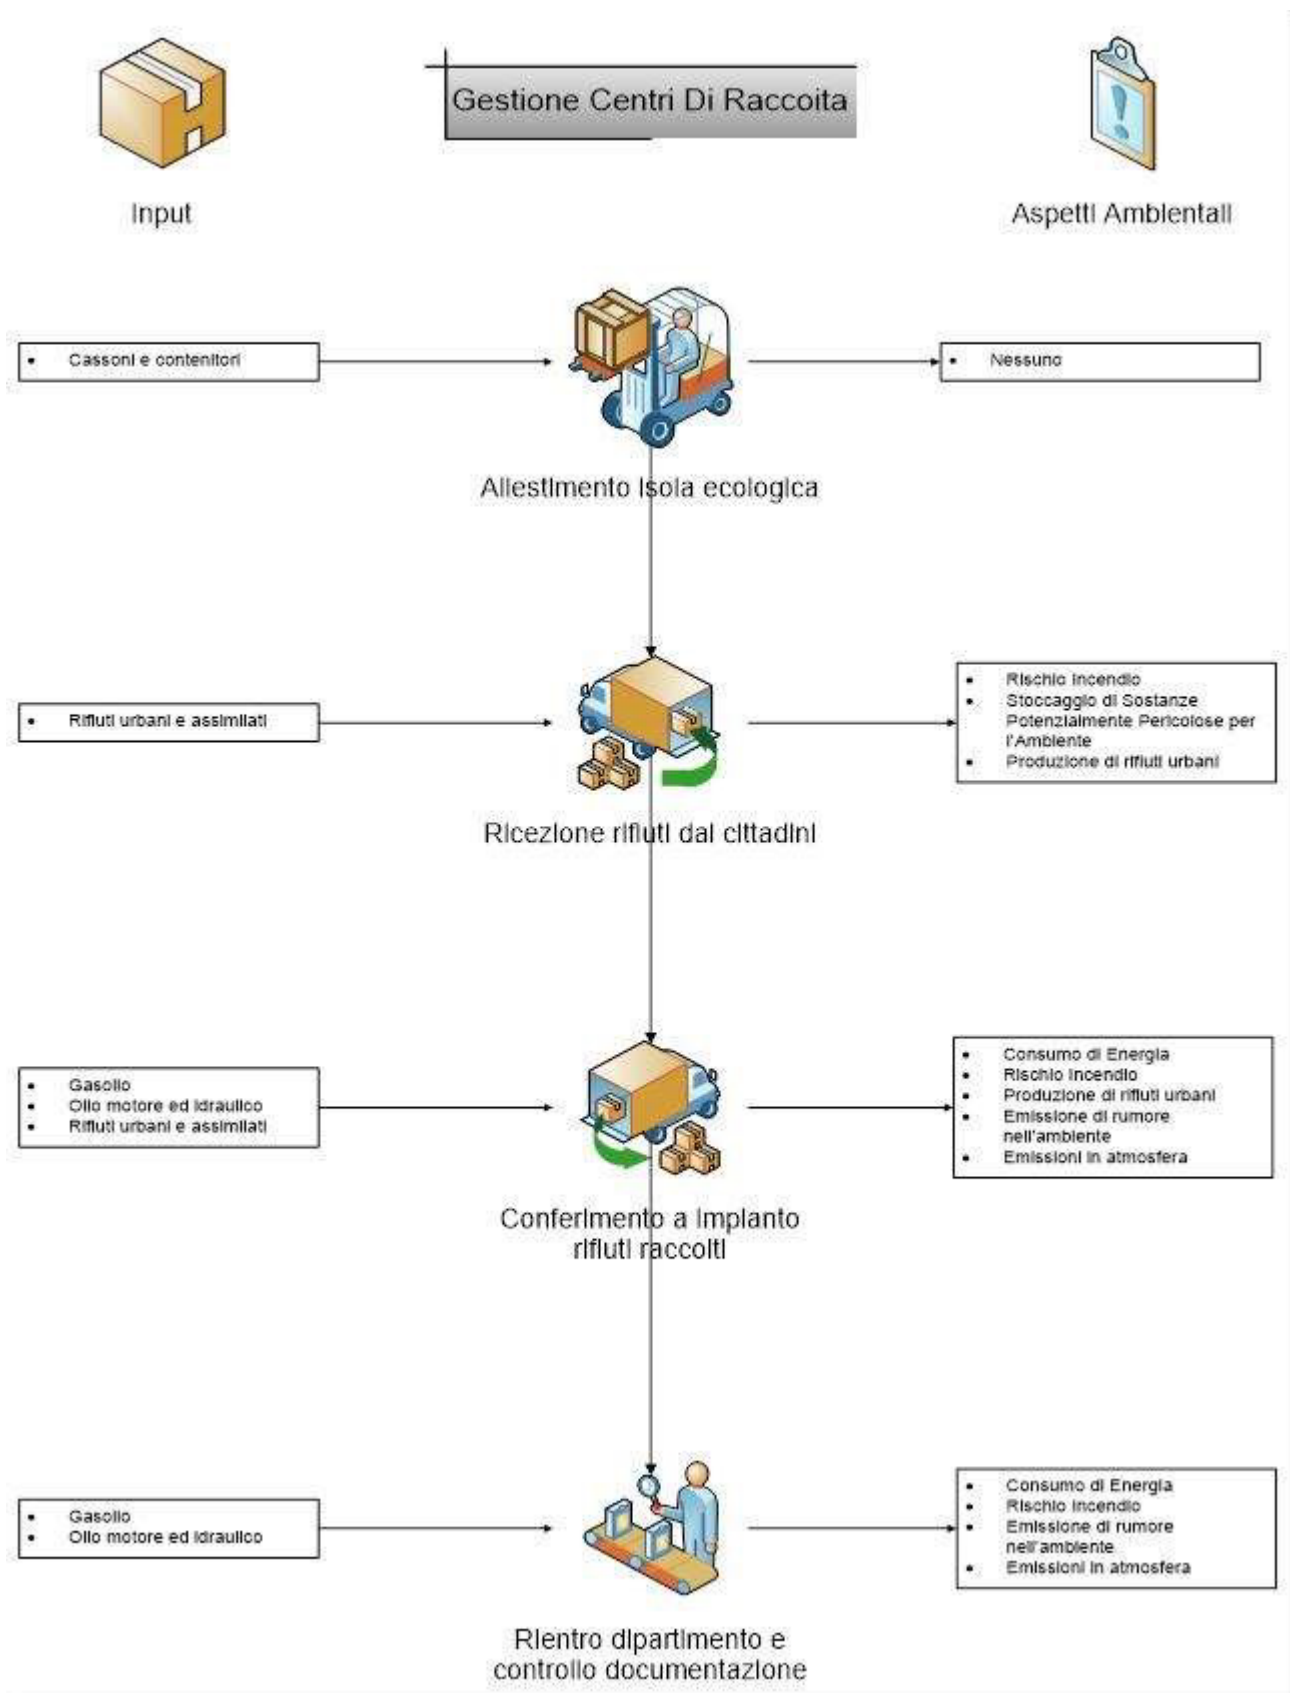 Gestione Centri Di Raccolta
Input
Aspetti Ambientali
• Cassoni e contenitori
• Nessuno
Allestimento isola ecologica
• Rifiuti urbani e assimilati
• Rischio incendio
• Stoccaggio di Sostanze
Potenzialmente Pericolose per
l'Ambiente
• Produzione di rifiuti urbani
Ricezione rifiuti dai cittadini
• Gasolio
• Olio motore ed idraulico
• Rifiuti urbani e assimilati
• Consumo di Energia
• Rischio incendio
• Produzione di rifiuti urbani
• Emissione di rumore
nell'ambiente
• Emissioni in atmosfera
Conferimento a impianto
rifiuti raccolti
• Gasolio
• Olio motore ed idraulico
• Consumo di Energia
• Rischio incendio
• Emissione di rumore
nell'ambiente
• Emissioni in atmosfera
Rientro dipartimento e
controllo documentazione